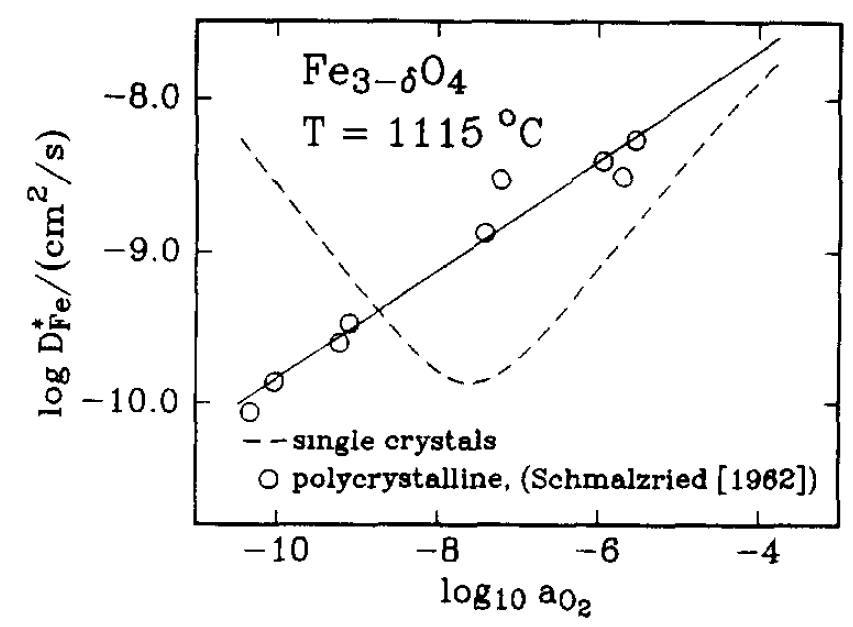 Fe3−δO4
T = 1115 °C
log D*Fe/(cm2/s)
−8.0
−9.0
−10.0
−− single crystals
○ polycrystalline, (Schmalzried [1962])
−10
−8
−6
−4
log10 aO2